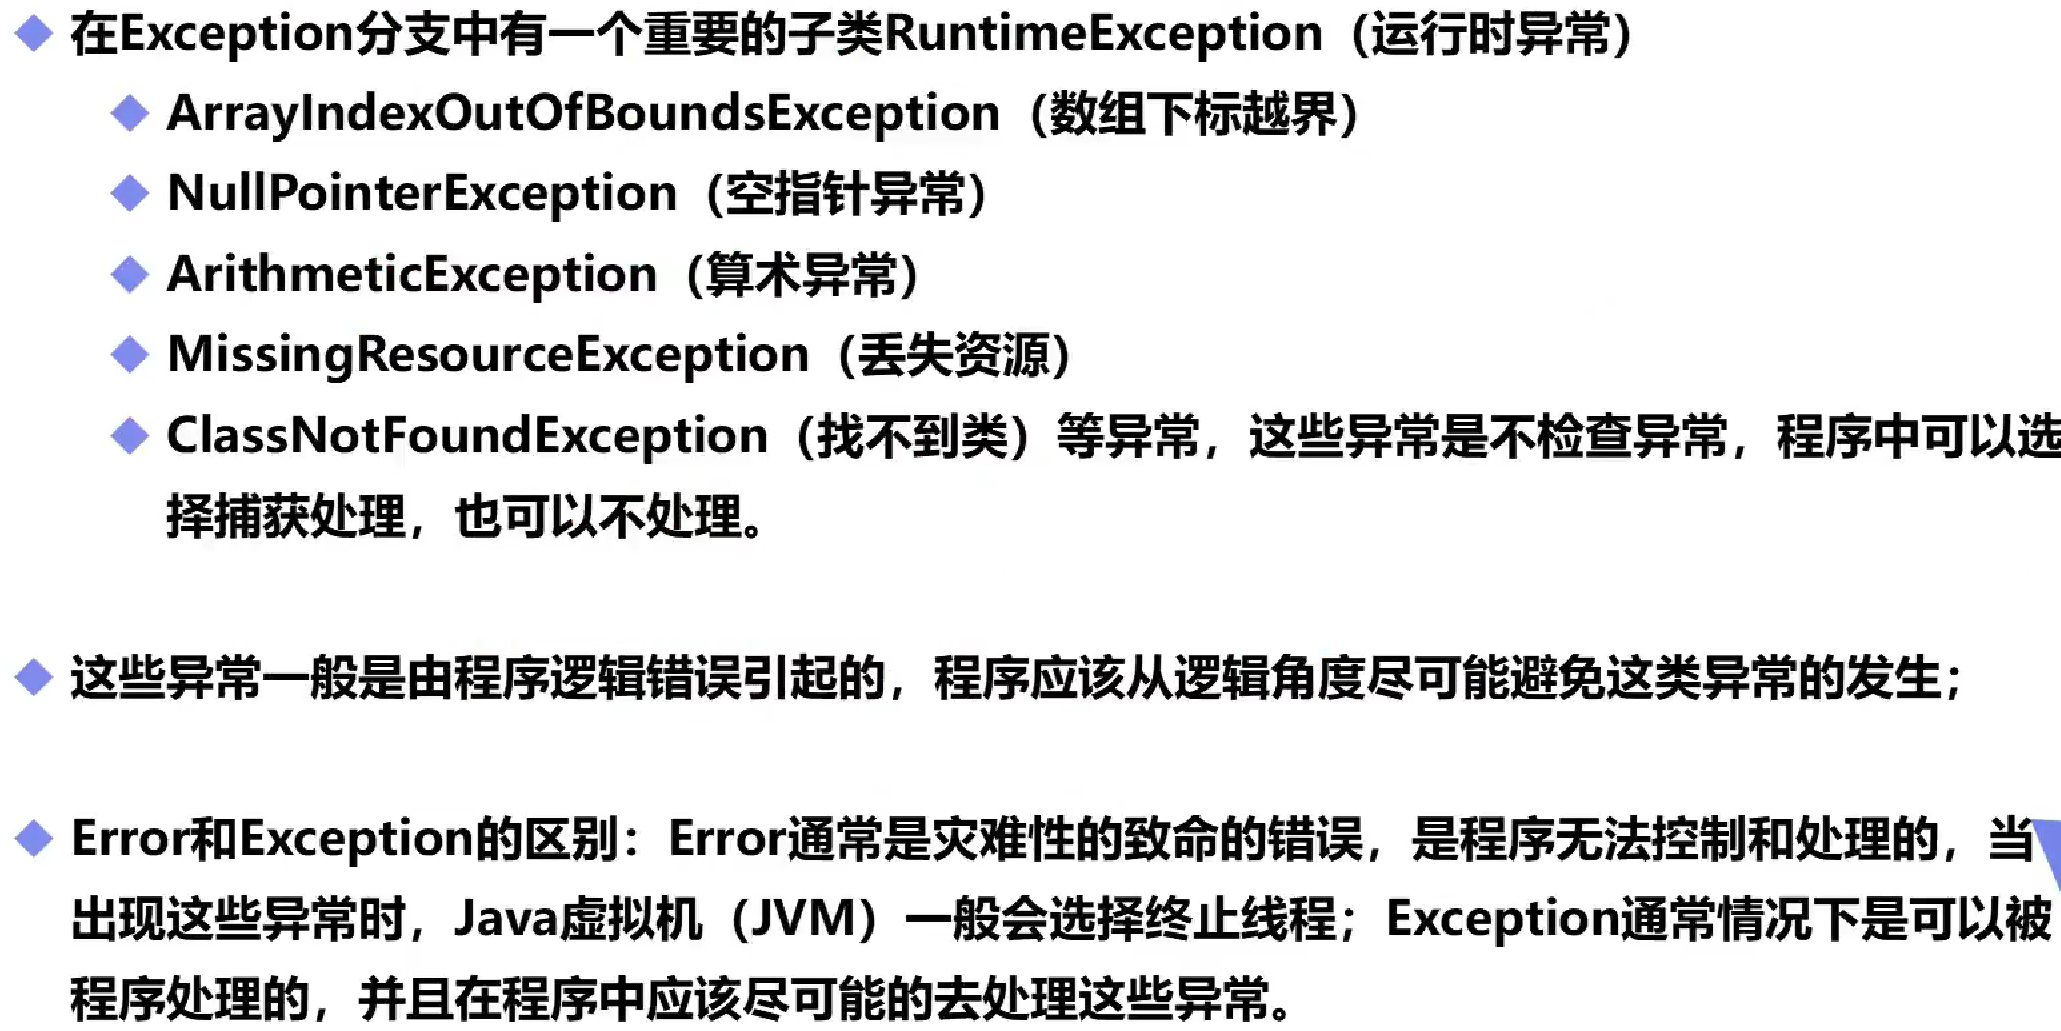 在Exception分支中有一个重要的子类RuntimeException（运行时异常）
ArrayIndexOutOfBoundsException（数组下标越界）
NullPointerException（空指针异常）
ArithmeticException（算术异常）
MissingResourceException（丢失资源）
ClassNotFoundException（找不到类）等异常，这些异常是不检查异常，程序中可以选
择捕获处理，也可以不处理。
这些异常一般是由程序逻辑错误引起的，程序应该从逻辑角度尽可能避免这类异常的发生；
Error和Exception的区别：Error通常是灾难性的致命的错误，是程序无法控制和处理的，当
出现这些异常时，Java虚拟机（JVM）一般会选择终止线程；Exception通常情况下是可以被
程序处理的，并且在程序中应该尽可能的去处理这些异常。